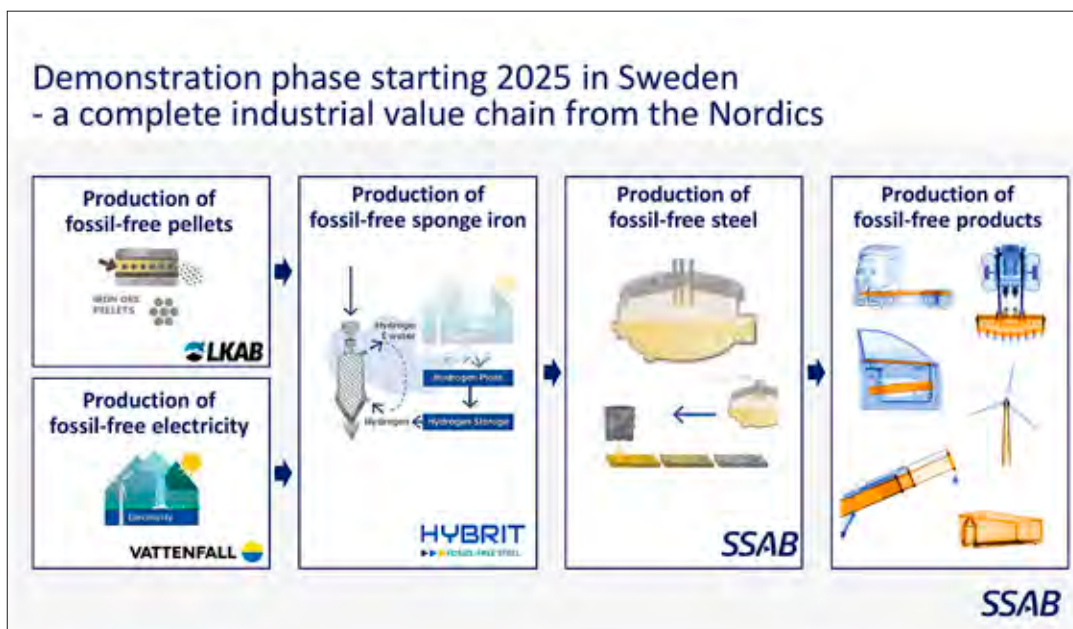 Demonstration phase starting 2025 in Sweden
- a complete industrial value chain from the Nordics
Production of
fossil-free pellets
IRON ORE
PELLETS
LKAB
Production of
fossil-free electricity
Electricity
VATTENFALL
Production of
fossil-free sponge iron
Hydrogen
& water
Hydrogen Plant
Hydrogen
Hydrogen Storage
HYBRIT
FOSSIL-FREE STEEL
Production of
fossil-free steel
SSAB
Production of
fossil-free products
SSAB